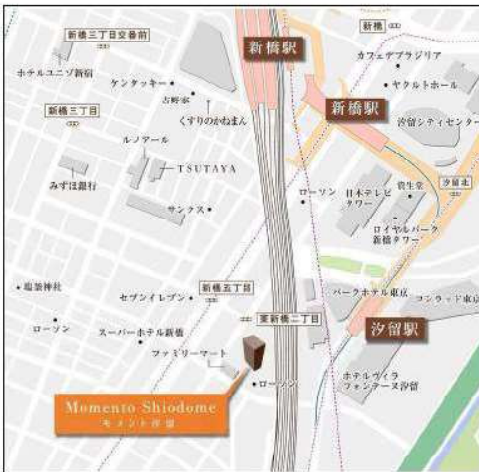 新橋三丁目交番前
新橋駅
新橋
カフェデプラジリア
ホテルユニゾ新宿
ケンタッキー
ヤクルトホール
吉野家
新橋駅
新橋三丁目
くすりのかねまん
汐留シティセンター
ルノアール
TSUTAYA
みずほ銀行
サンクス
ローソン
日本テレビ
タワー
資生堂
汐留北
ロイヤルパーク
新橋タワー
塩釜神社
セブンイレブン
新橋五丁目
パークホテル東京
コンラッド東京
ローソン
スーパーホテル新橋
東新橋二丁目
汐留駅
ファミリーマート
ローソン
ホテルヴィラ
フォンテーヌ汐留
Momento Shiodome
モメント汐留